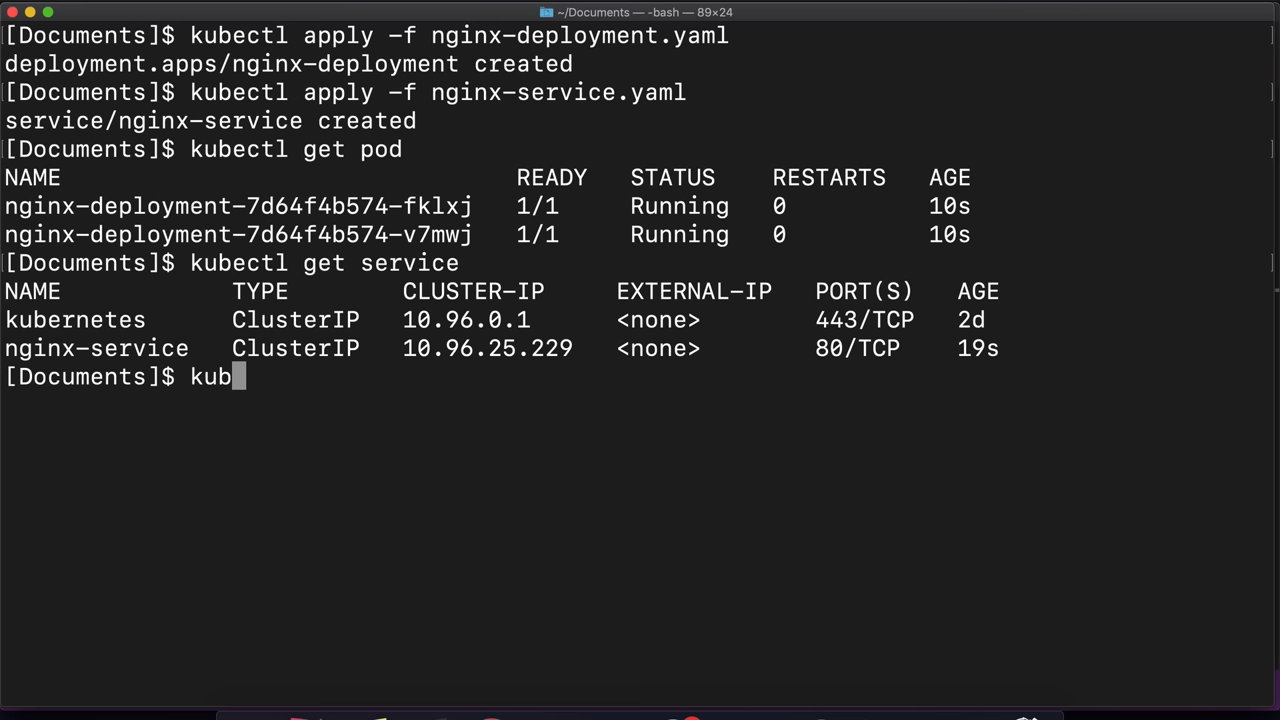 ~/Documents — -bash — 89×24
[Documents]$ kubectl apply -f nginx-deployment.yaml
deployment.apps/nginx-deployment created
[Documents]$ kubectl apply -f nginx-service.yaml
service/nginx-service created
[Documents]$ kubectl get pod
NAME READY STATUS RESTARTS AGE
nginx-deployment-7d64f4b574-fklxj 1/1 Running 0 10s
nginx-deployment-7d64f4b574-v7mwj 1/1 Running 0 10s
[Documents]$ kubectl get service
NAME TYPE CLUSTER-IP EXTERNAL-IP PORT(S) AGE
kubernetes ClusterIP 10.96.0.1 <none> 443/TCP 2d
nginx-service ClusterIP 10.96.25.229 <none> 80/TCP 19s
[Documents]$ kub